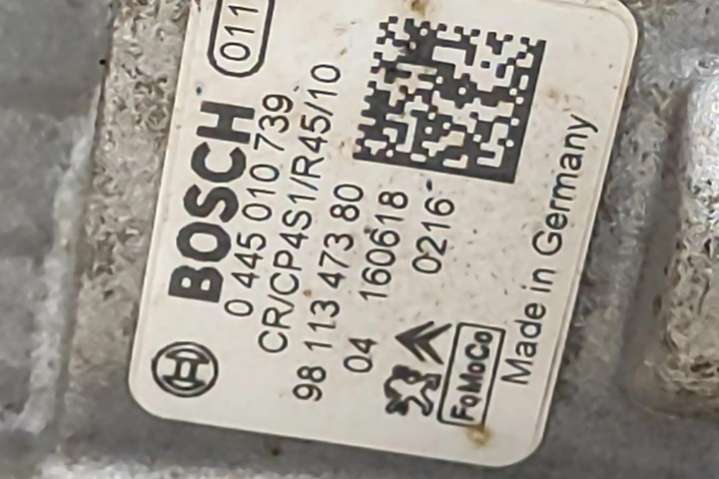 BOSCH 011
0 445 010 739
CR/CP4S1/R45/10
98 113 473 80
04 160618
0216
FoMoCo
Made in Germany